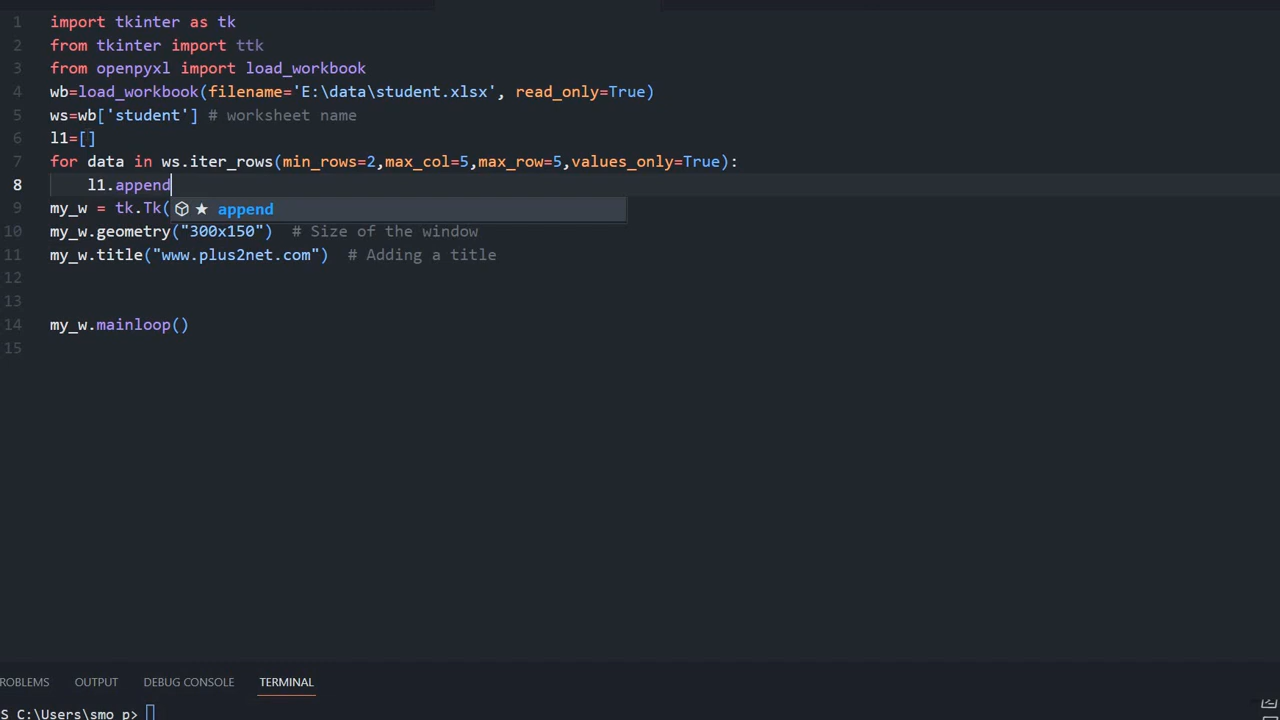 1 import tkinter as tk
2 from tkinter import ttk
3 from openpyxl import load_workbook
4 wb=load_workbook(filename='E:\data\student.xlsx', read_only=True)
5 ws=wb['student'] # worksheet name
6 l1=[]
7 for data in ws.iter_rows(min_rows=2,max_col=5,max_row=5,values_only=True):
8 l1.append
9 my_w = tk.Tk( append
10 my_w.geometry("300x150") # Size of the window
11 my_w.title("www.plus2net.com") # Adding a title
12
13
14 my_w.mainloop()
15
ROBLEMS OUTPUT DEBUG CONSOLE TERMINAL
S C:\Users\smo_p>